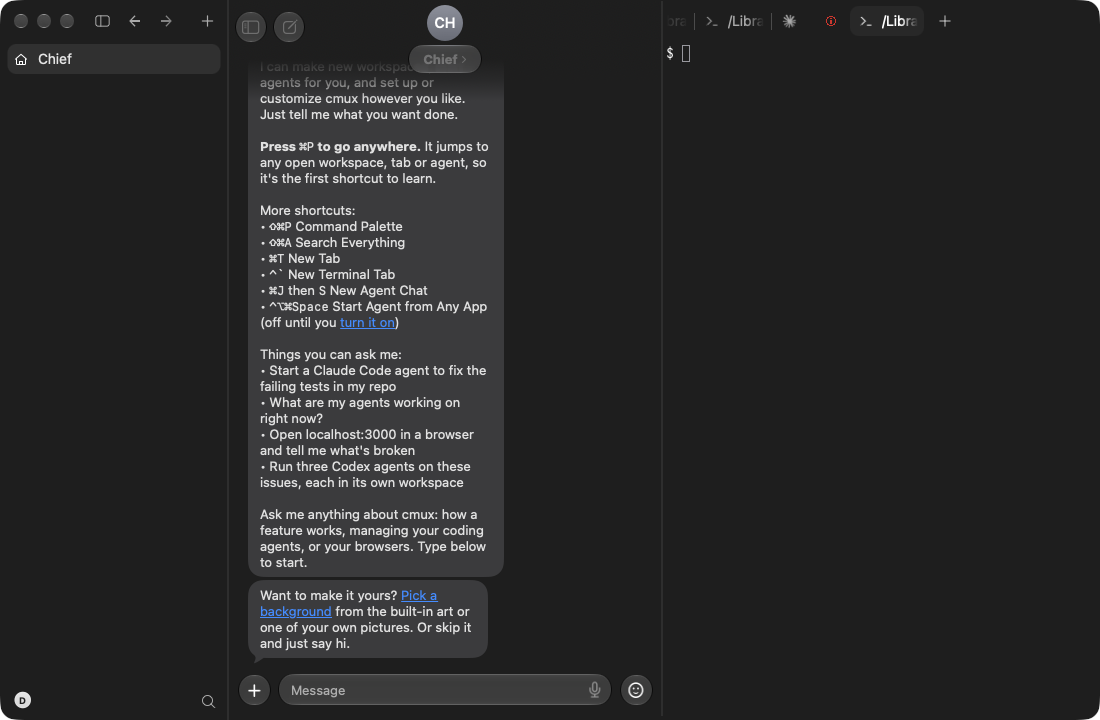 CH
Chief ›
Chief
/Libra
/Libra
$
I can make new workspac
agents for you, and set up or
customize cmux however you like.
Just tell me what you want done.
Press ⌘P to go anywhere. It jumps to
any open workspace, tab or agent, so
it's the first shortcut to learn.
More shortcuts:
• ⇧⌘P Command Palette
• ⇧⌘A Search Everything
• ⌘T New Tab
• ^` New Terminal Tab
• ⌘J then S New Agent Chat
• ^⌥⌘Space Start Agent from Any App
(off until you turn it on)
Things you can ask me:
• Start a Claude Code agent to fix the
failing tests in my repo
• What are my agents working on
right now?
• Open localhost:3000 in a browser
and tell me what's broken
• Run three Codex agents on these
issues, each in its own workspace
Ask me anything about cmux: how a
feature works, managing your coding
agents, or your browsers. Type below
to start.
Want to make it yours? Pick a
background from the built-in art or
one of your own pictures. Or skip it
and just say hi.
Message
D